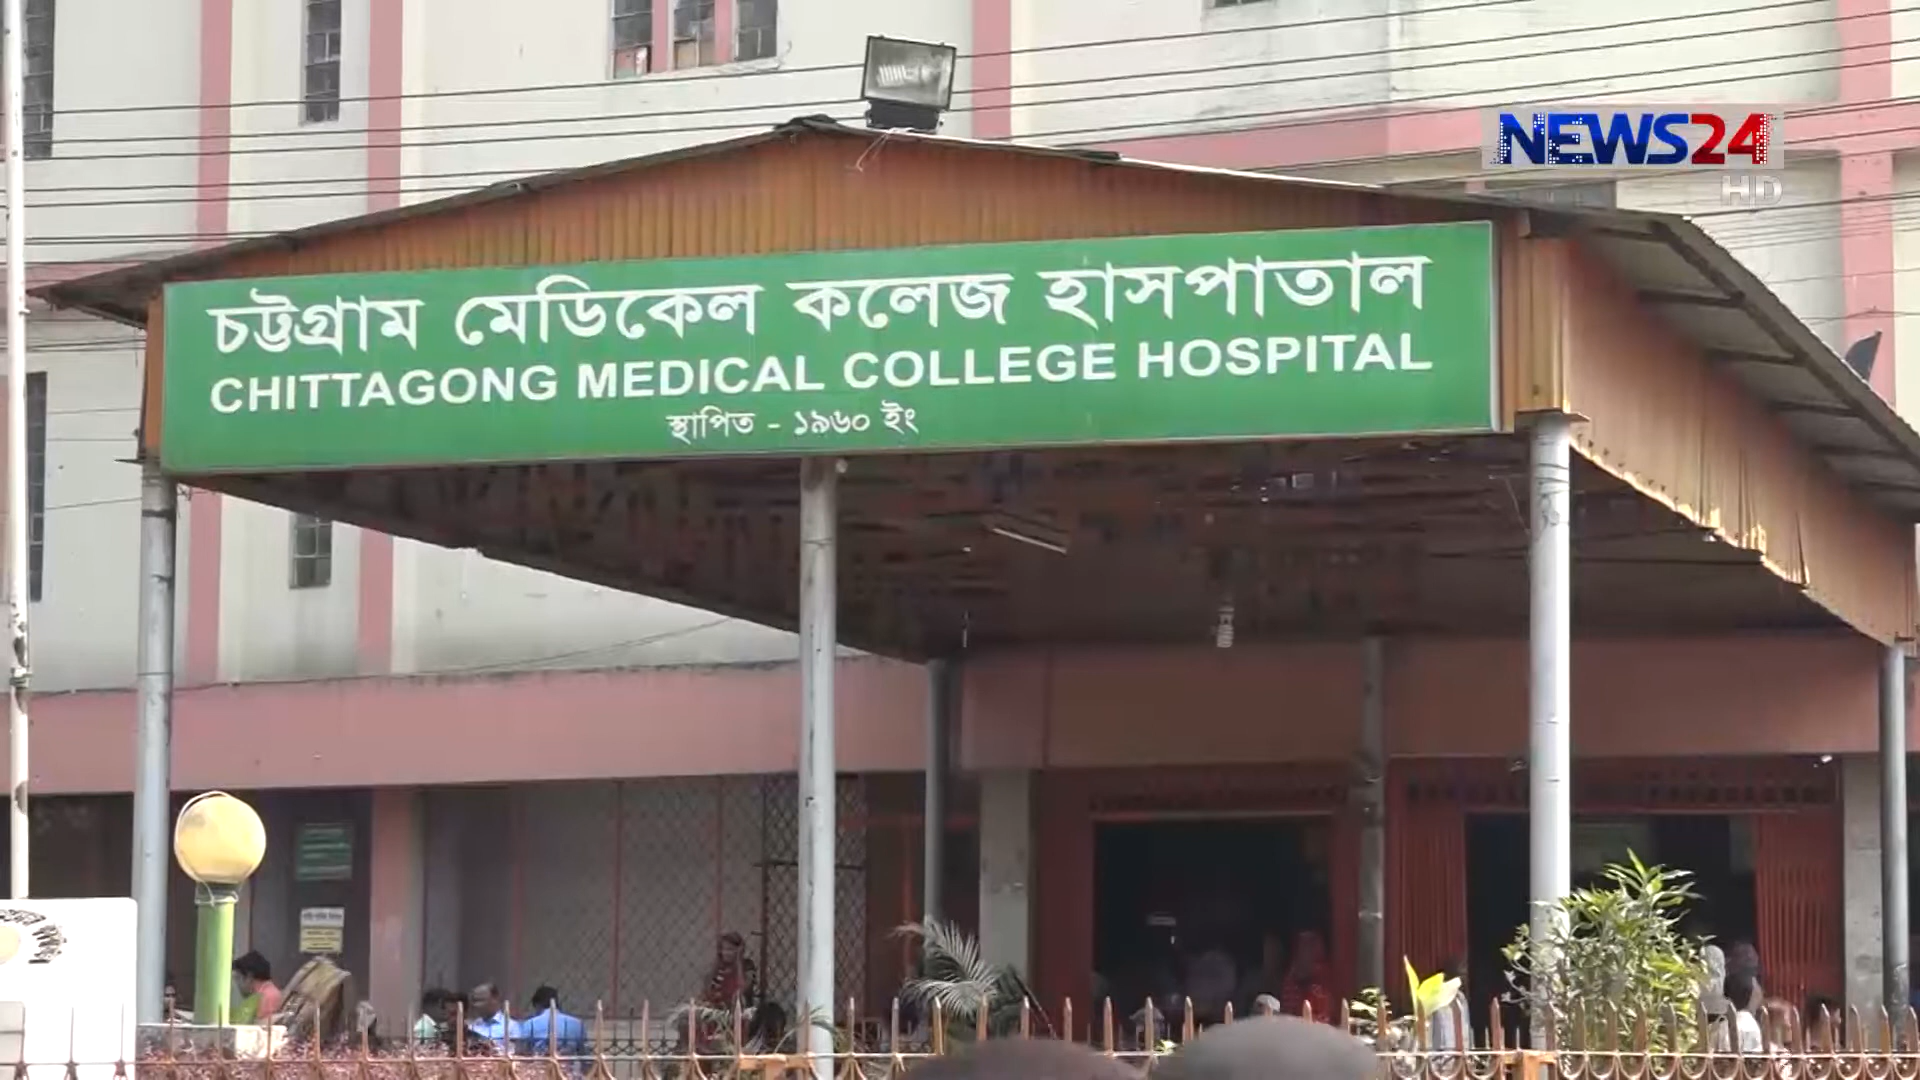 NEWS24
HD
চট্টগ্রাম মেডিকেল কলেজ হাসপাতাল
CHITTAGONG MEDICAL COLLEGE HOSPITAL
স্থাপিত - ১৯৬০ ইং